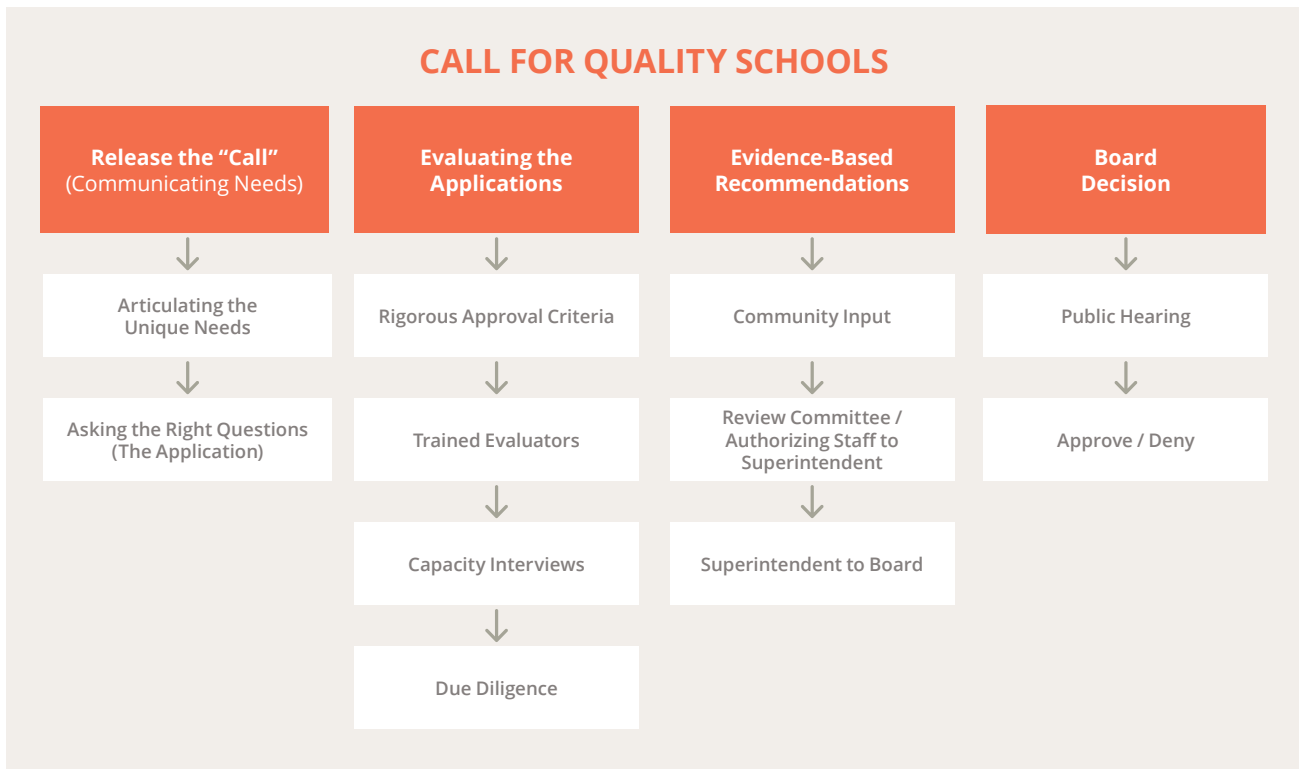 CALL FOR QUALITY SCHOOLS
Release the “Call”
(Communicating Needs)
Articulating the
Unique Needs
Asking the Right Questions
(The Application)
Evaluating the
Applications
Rigorous Approval Criteria
Trained Evaluators
Capacity Interviews
Due Diligence
Evidence-Based
Recommendations
Community Input
Review Committee /
Authorizing Staff to
Superintendent
Superintendent to Board
Board
Decision
Public Hearing
Approve / Deny